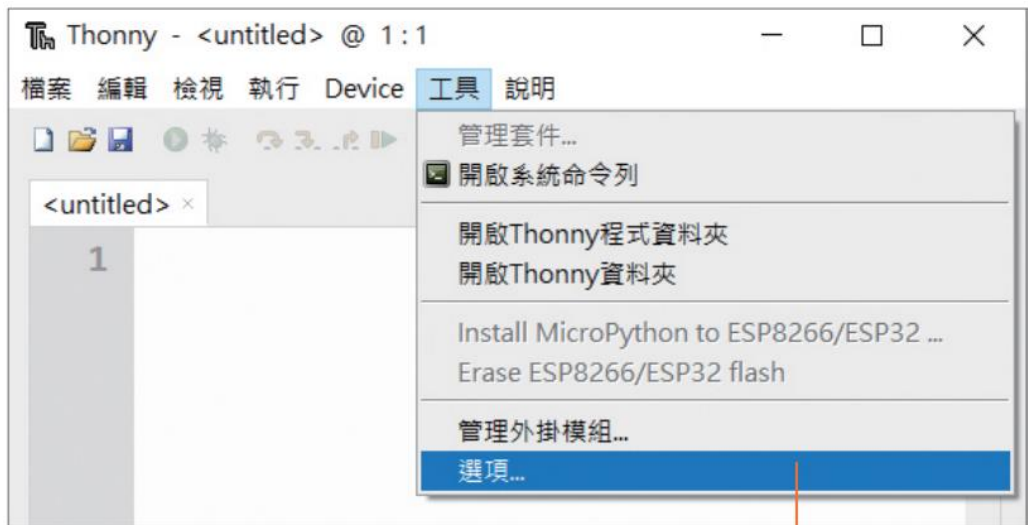 Thonny - <untitled> @ 1 : 1
檔案 編輯 檢視 執行 Device 工具 說明
管理套件...
開啟系統命令列
<untitled> ×
開啟Thonny程式資料夾
1
開啟Thonny資料夾
Install MicroPython to ESP8266/ESP32 ...
Erase ESP8266/ESP32 flash
管理外掛模組...
選項...